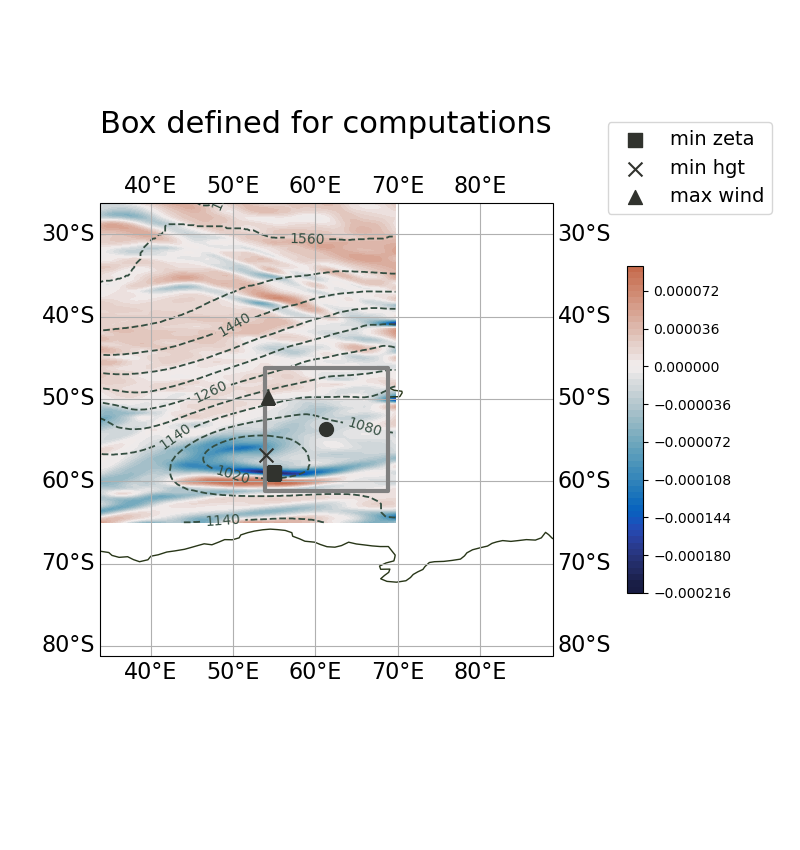 Box defined for computations
min zeta
min hgt
max wind
40°E 50°E 60°E 70°E 80°E
30°S 30°S
1560
40°S 40°S
1440
50°S 50°S
1260
1080
1140
60°S 60°S
1020
1140
70°S 70°S
80°S 80°S
40°E 50°E 60°E 70°E 80°E
0.000072
0.000036
0.000000
−0.000036
−0.000072
−0.000108
−0.000144
−0.000180
−0.000216